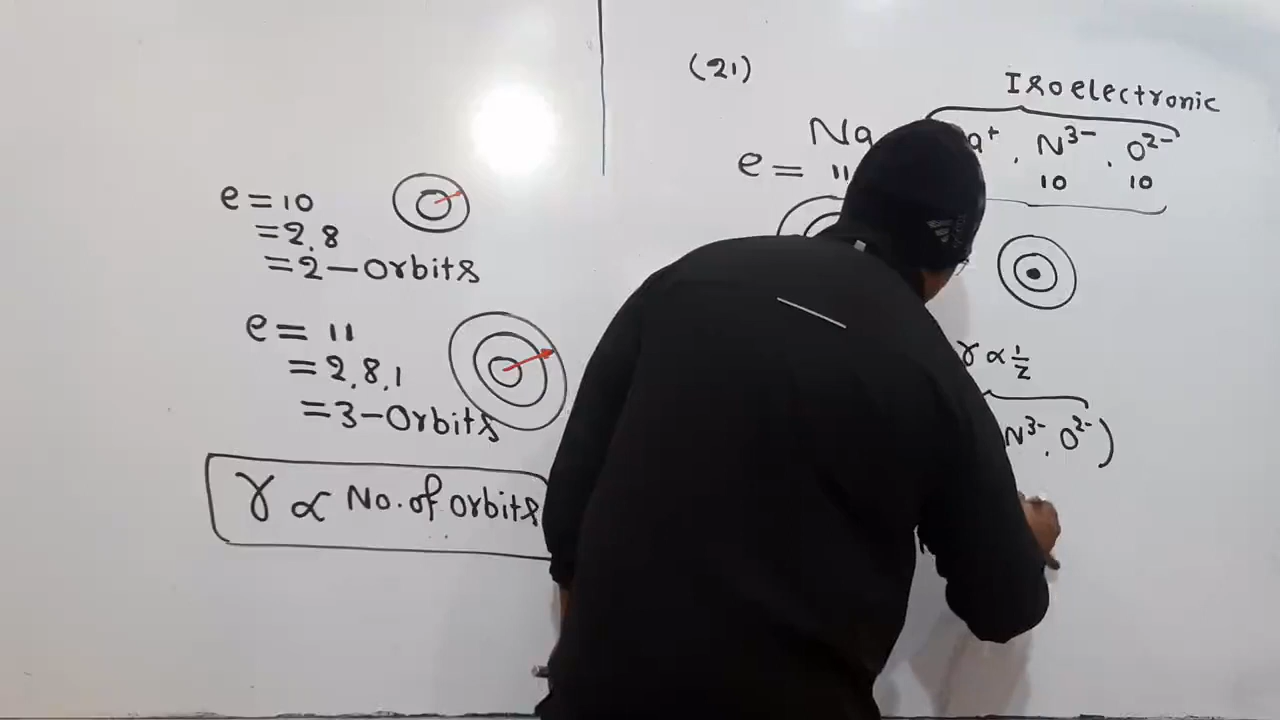 e = 10
= 2,8
= 2 - Orbits
e = 11
= 2,8,1
= 3 - Orbits
r ∝ No. of Orbits
(21)
Isoelectronic
Na a⁺, N³⁻, O²⁻
e = 11 10 10
r ∝ 1/Z
N³⁻, O²⁻)